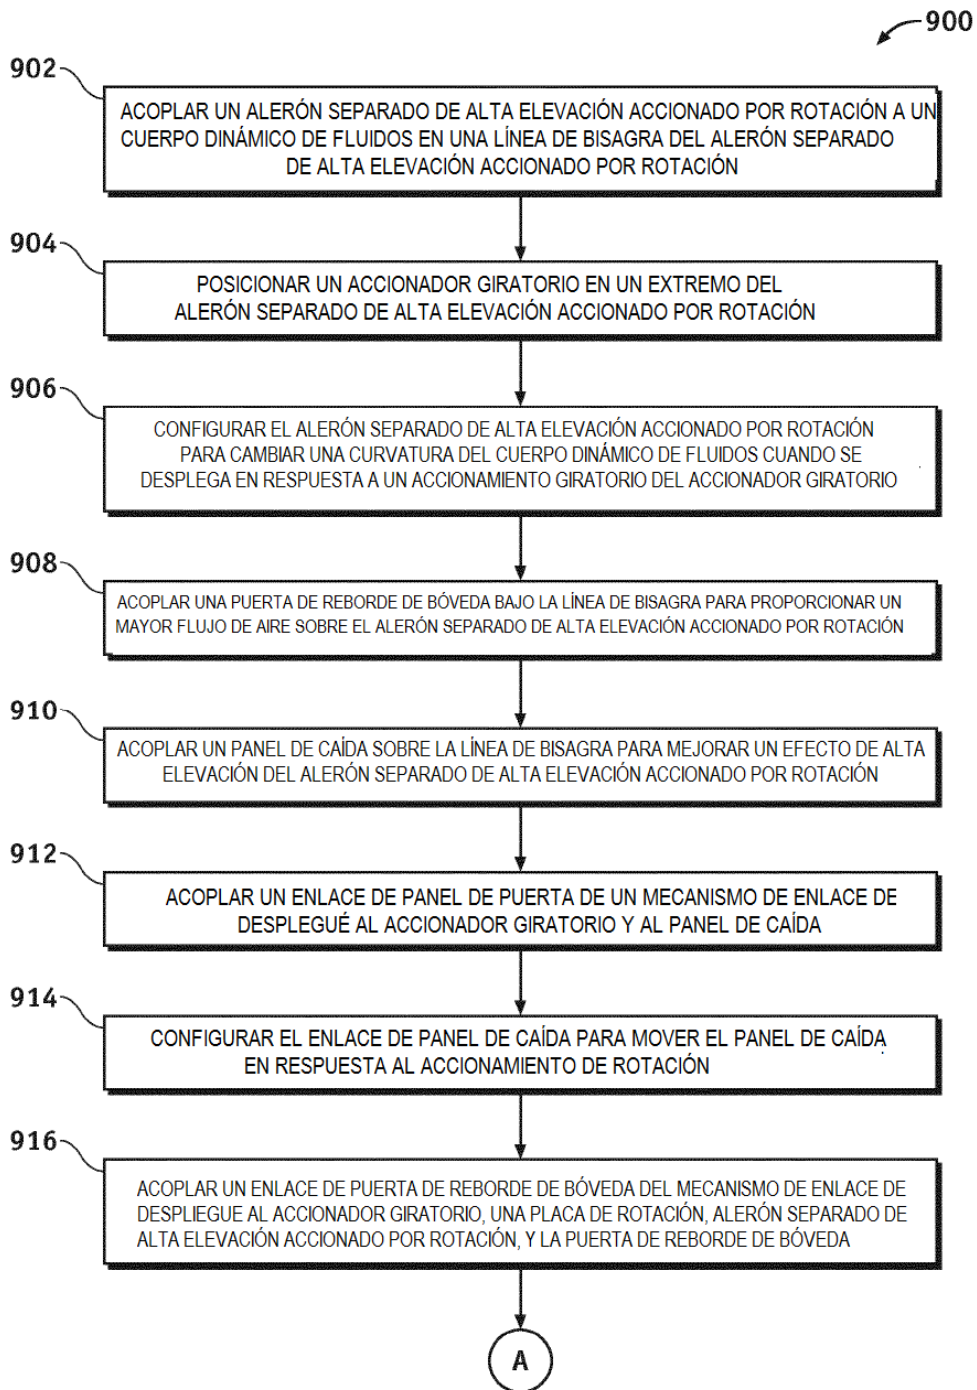 900
902
ACOPLAR UN ALERÓN SEPARADO DE ALTA ELEVACIÓN ACCIONADO POR ROTACIÓN A UN
CUERPO DINÁMICO DE FLUIDOS EN UNA LÍNEA DE BISAGRA DEL ALERÓN SEPARADO
DE ALTA ELEVACIÓN ACCIONADO POR ROTACIÓN
904
POSICIONAR UN ACCIONADOR GIRATORIO EN UN EXTREMO DEL
ALERÓN SEPARADO DE ALTA ELEVACIÓN ACCIONADO POR ROTACIÓN
906
CONFIGURAR EL ALERÓN SEPARADO DE ALTA ELEVACIÓN ACCIONADO POR ROTACIÓN
PARA CAMBIAR UNA CURVATURA DEL CUERPO DINÁMICO DE FLUIDOS CUANDO SE
DESPLEGA EN RESPUESTA A UN ACCIONAMIENTO GIRATORIO DEL ACCIONADOR GIRATORIO
908
ACOPLAR UNA PUERTA DE REBORDE DE BÓVEDA BAJO LA LÍNEA DE BISAGRA PARA PROPORCIONAR UN
MAYOR FLUJO DE AIRE SOBRE EL ALERÓN SEPARADO DE ALTA ELEVACIÓN ACCIONADO POR ROTACIÓN
910
ACOPLAR UN PANEL DE CAÍDA SOBRE LA LÍNEA DE BISAGRA PARA MEJORAR UN EFECTO DE ALTA
ELEVACIÓN DEL ALERÓN SEPARADO DE ALTA ELEVACIÓN ACCIONADO POR ROTACIÓN
912
ACOPLAR UN ENLACE DE PANEL DE PUERTA DE UN MECANISMO DE ENLACE DE
DESPLEGUÉ AL ACCIONADOR GIRATORIO Y AL PANEL DE CAÍDA
914
CONFIGURAR EL ENLACE DE PANEL DE CAÍDA PARA MOVER EL PANEL DE CAÍDA
EN RESPUESTA AL ACCIONAMIENTO DE ROTACIÓN
916
ACOPLAR UN ENLACE DE PUERTA DE REBORDE DE BÓVEDA DEL MECANISMO DE ENLACE DE
DESPLIEGUE AL ACCIONADOR GIRATORIO, UNA PLACA DE ROTACIÓN, ALERÓN SEPARADO DE
ALTA ELEVACIÓN ACCIONADO POR ROTACIÓN, Y LA PUERTA DE REBORDE DE BÓVEDA
A